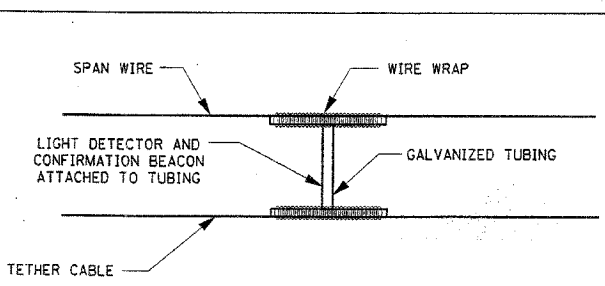 SPAN WIRE
WIRE WRAP
LIGHT DETECTOR AND
CONFIRMATION BEACON
ATTACHED TO TUBING
GALVANIZED TUBING
TETHER CABLE